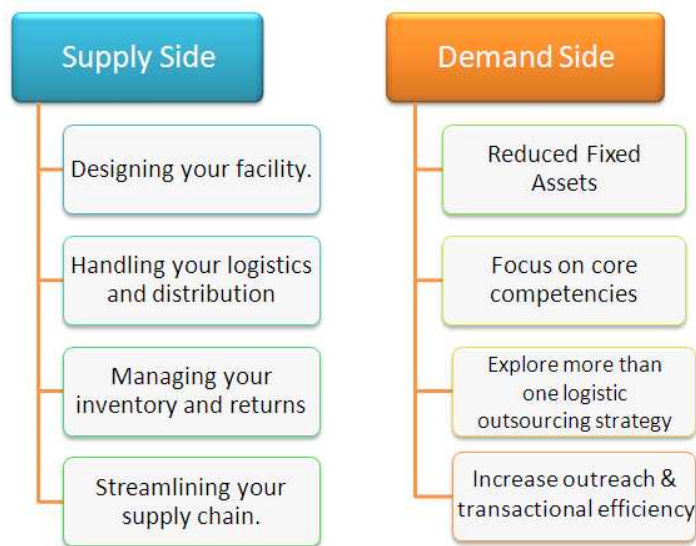 Supply Side
Designing your facility.
Handling your logistics
and distribution
Managing your
inventory and returns
Streamlining your
supply chain.
Demand Side
Reduced Fixed
Assets
Focus on core
competencies
Explore more than
one logistic
outsourcing strategy
Increase outreach &
transactional efficiency